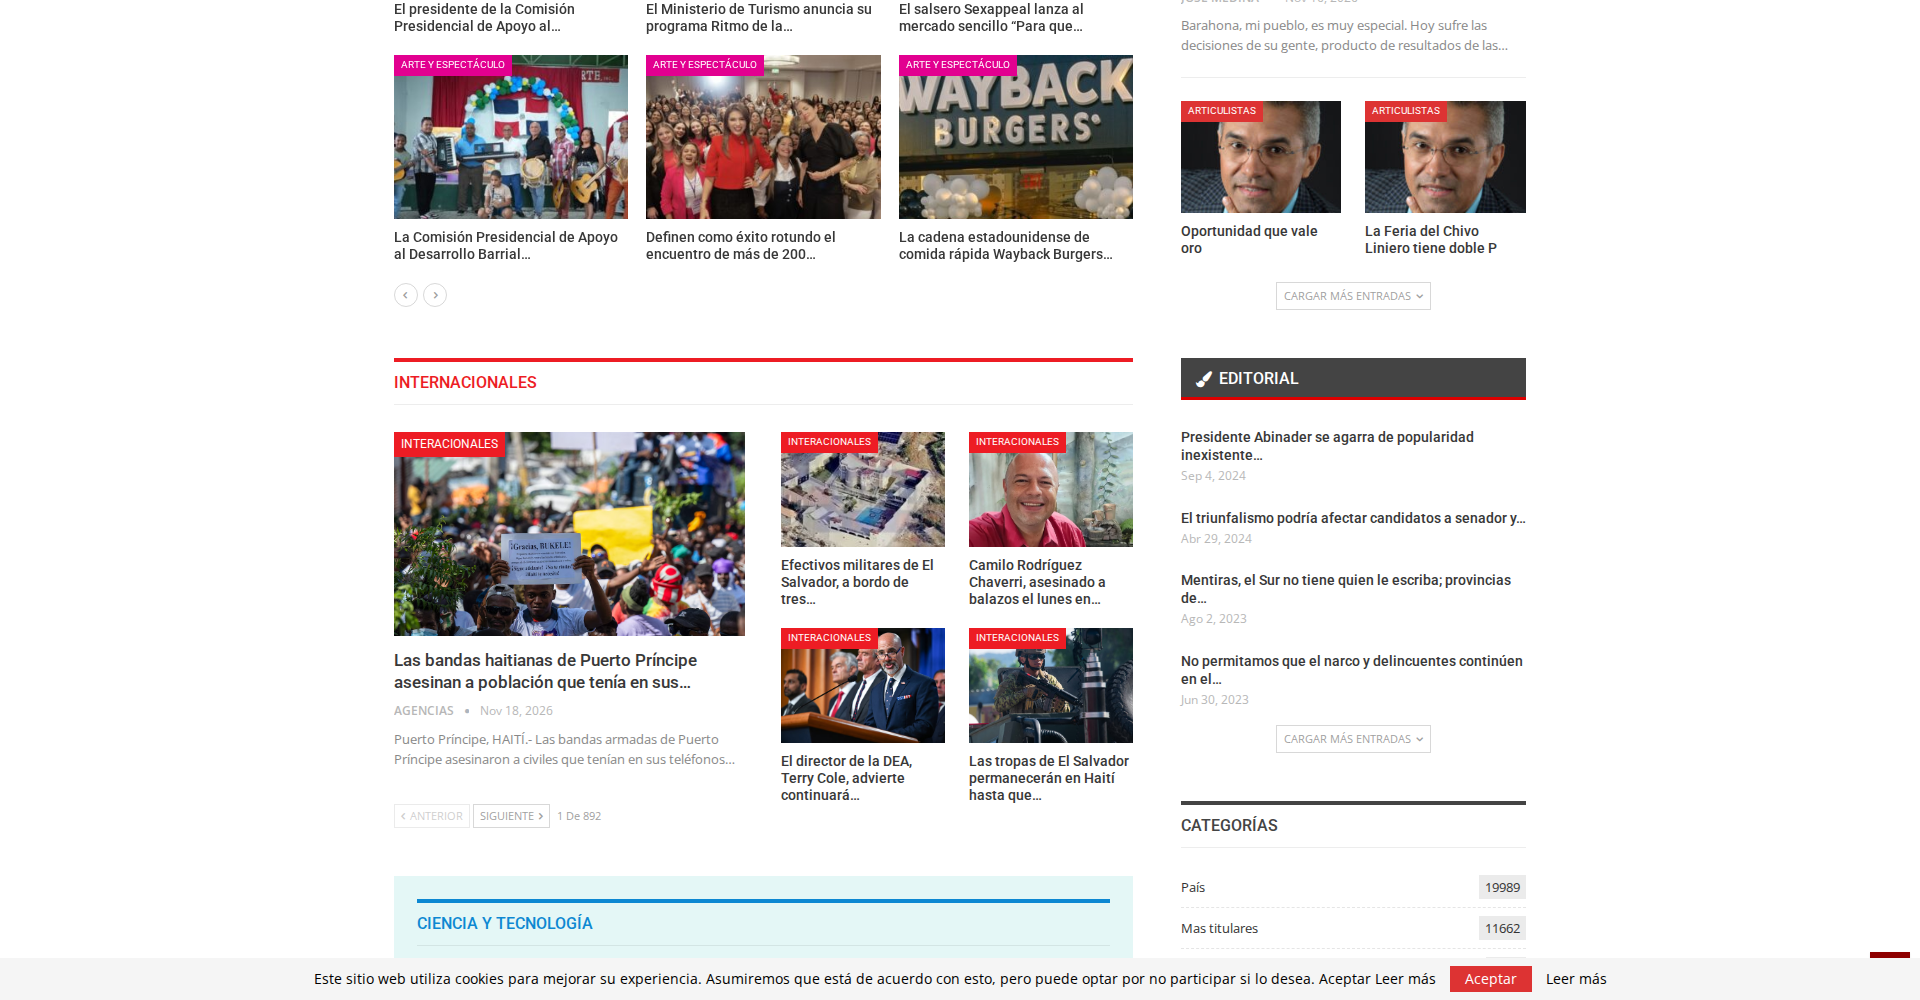 El presidente de la Comisión
Presidencial de Apoyo al...
El Ministerio de Turismo anuncia su
programa Ritmo de la...
El salsero Sexappeal lanza al
mercado sencillo “Para que...
ARTE Y ESPECTÁCULO
La Comisión Presidencial de Apoyo
al Desarrollo Barrial...
ARTE Y ESPECTÁCULO
Definen como éxito rotundo el
encuentro de más de 200...
ARTE Y ESPECTÁCULO
WAYBACK
BURGERS
La cadena estadounidense de
comida rápida Wayback Burgers...
INTERNACIONALES
INTERACIONALES
¡Gracias, BUKELE!
Las bandas haitianas de Puerto Príncipe
asesinan a población que tenía en sus...
AGENCIAS • Nov 18, 2026
Puerto Príncipe, HAITÍ.- Las bandas armadas de Puerto
Príncipe asesinaron a civiles que tenían en sus teléfonos...
ANTERIOR SIGUIENTE 1 De 892
INTERACIONALES
Efectivos militares de El
Salvador, a bordo de
tres...
INTERACIONALES
Camilo Rodríguez
Chaverri, asesinado a
balazos el lunes en...
INTERACIONALES
El director de la DEA,
Terry Cole, advierte
continuará...
INTERACIONALES
Las tropas de El Salvador
permanecerán en Haití
hasta que...
CIENCIA Y TECNOLOGÍA
Barahona, mi pueblo, es muy especial. Hoy sufre las
decisiones de su gente, producto de resultados de las...
ARTICULISTAS
Oportunidad que vale
oro
ARTICULISTAS
La Feria del Chivo
Liniero tiene doble P
CARGAR MÁS ENTRADAS
EDITORIAL
Presidente Abinader se agarra de popularidad
inexistente...
Sep 4, 2024
El triunfalismo podría afectar candidatos a senador y...
Abr 29, 2024
Mentiras, el Sur no tiene quien le escriba; provincias
de...
Ago 2, 2023
No permitamos que el narco y delincuentes continúen
en el...
Jun 30, 2023
CARGAR MÁS ENTRADAS
CATEGORÍAS
País 19989
Mas titulares 11662
Este sitio web utiliza cookies para mejorar su experiencia. Asumiremos que está de acuerdo con esto, pero puede optar por no participar si lo desea. Aceptar Leer más Aceptar Leer más